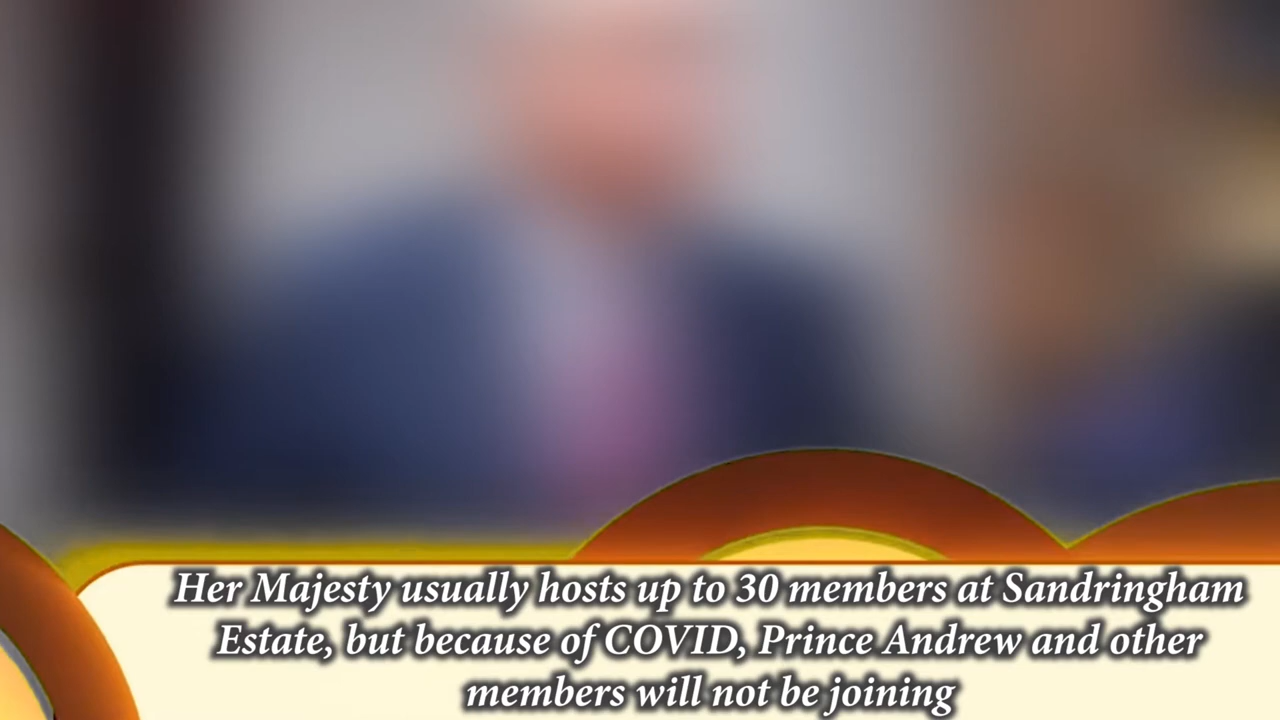 Her Majesty usually hosts up to 30 members at Sandringham
Estate, but because of COVID, Prince Andrew and other
members will not be joining